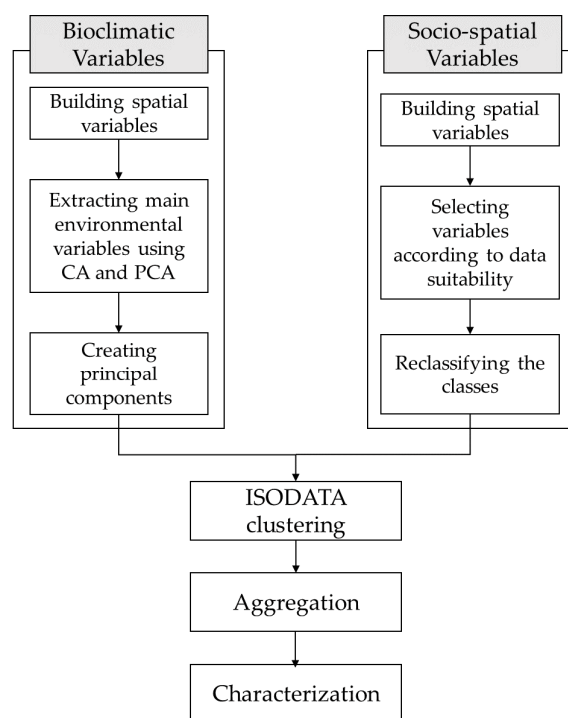 Bioclimatic
Variables
Building spatial
variables
Extracting main
environmental
variables using
CA and PCA
Creating
principal
components
Socio-spatial
Variables
Building spatial
variables
Selecting
variables
according to data
suitability
Reclassifying the
classes
ISODATA
clustering
Aggregation
Characterization